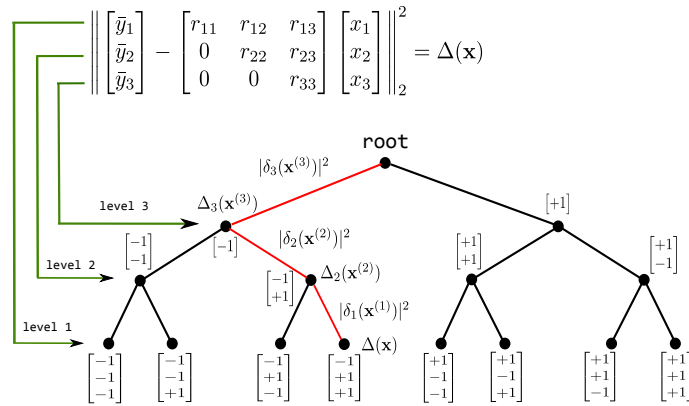 ‖ [ȳ₁ ȳ₂ ȳ₃] − [r₁₁ r₁₂ r₁₃; 0 r₂₂ r₂₃; 0 0 r₃₃] [x₁ x₂ x₃] ‖₂² = Δ(𝐱)
root
|δ₃(𝐱⁽³⁾)|²
level 3
Δ₃(𝐱⁽³⁾)
[−1]
[+1]
|δ₂(𝐱⁽²⁾)|²
level 2
[−1 −1]
[−1 +1]
Δ₂(𝐱⁽²⁾)
[+1 +1]
[+1 −1]
|δ₁(𝐱⁽¹⁾)|²
level 1
Δ(𝐱)
[−1 −1 −1]
[−1 −1 +1]
[−1 +1 −1]
[−1 +1 +1]
[+1 −1 −1]
[+1 −1 +1]
[+1 +1 −1]
[+1 +1 +1]